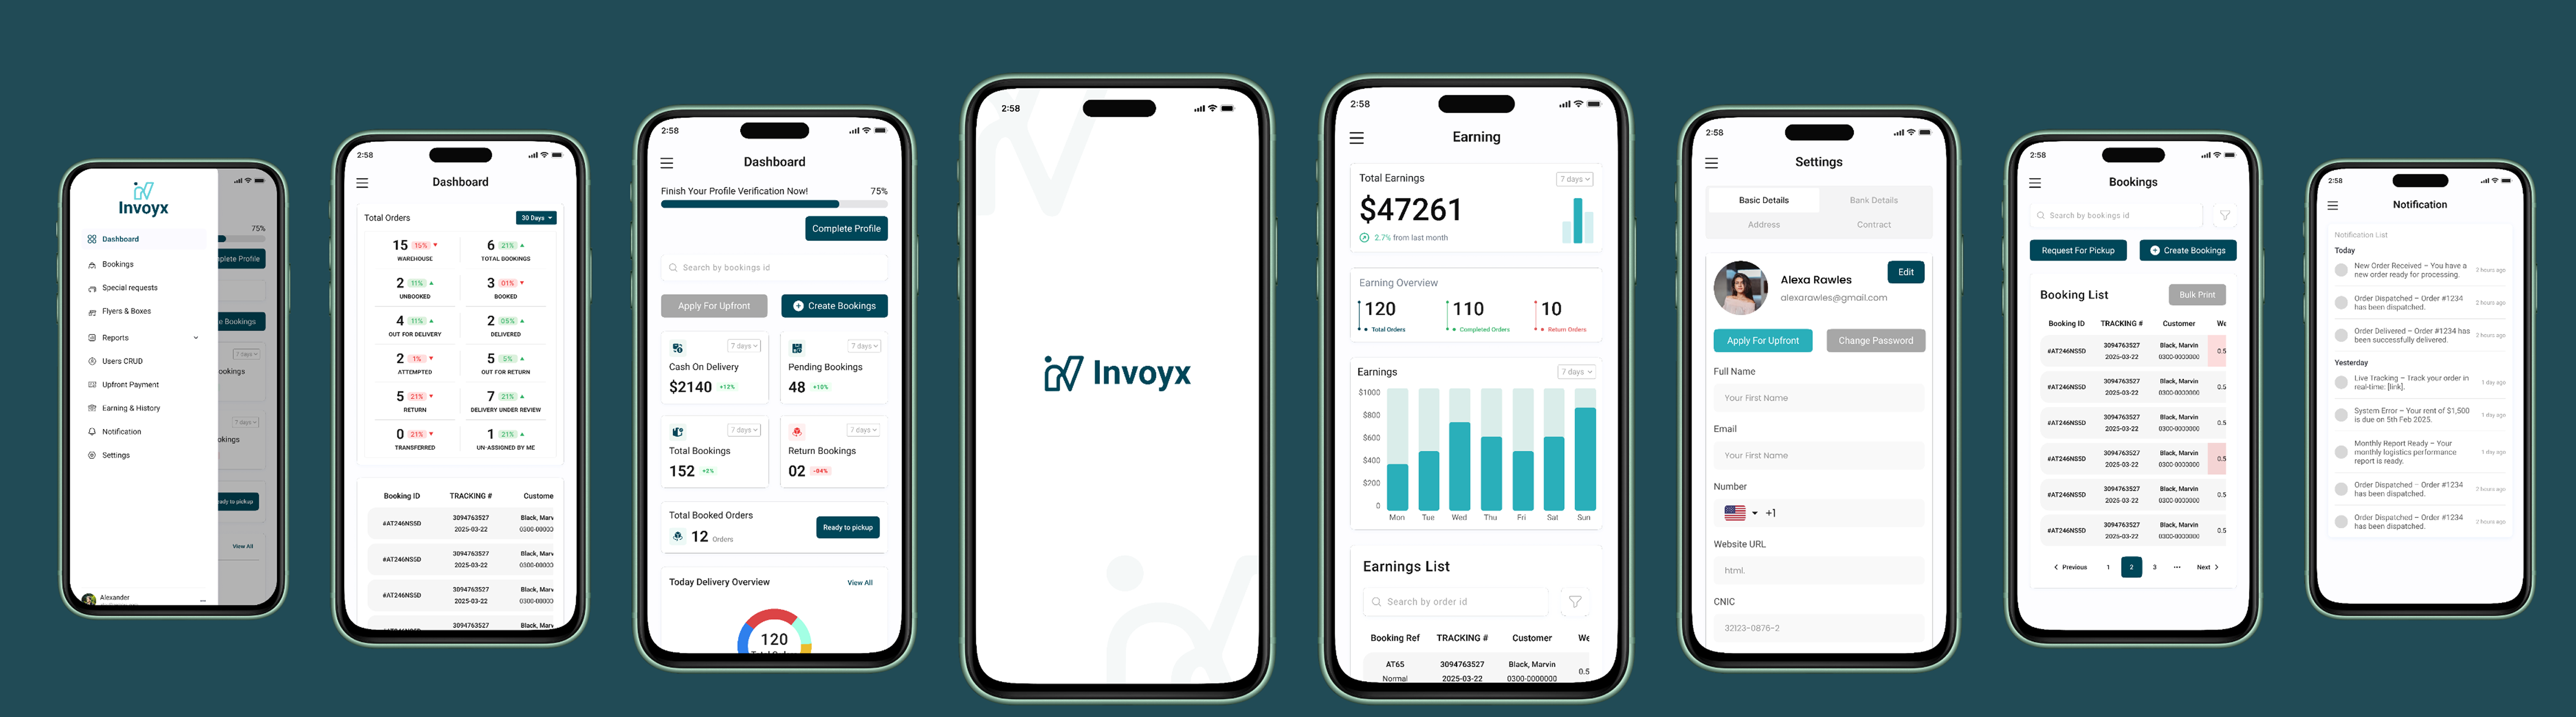 Invoyx
Dashboard
Bookings
Special requests
Flyers & Boxes
Reports
Users CRUD
Upfront Payment
Earning & History
Notification
Settings
Alexander
75%
plete Profile
e Bookings
7 days
ookings
7 days
okings
ady to pickup
View All
2:58
Dashboard
Total Orders
30 Days
15 15%
WAREHOUSE
6 21%
TOTAL BOOKINGS
2 11%
UNBOOKED
3 01%
BOOKED
4 11%
OUT FOR DELIVERY
2 05%
DELIVERED
2 .1%
ATTEMPTED
5 5%
OUT FOR RETURN
5 21%
RETURN
7 21%
DELIVERY UNDER REVIEW
0 21%
TRANSFERRED
1 21%
UN-ASSIGNED BY ME
Booking ID TRACKING # Custome
#AT246NS5D 3094763527 Black, Marv
2025-03-22 0300-00000
#AT246NS5D 3094763527 Black, Marv
2025-03-22 0300-00000
#AT246NS5D 3094763527 Black, Marv
2025-03-22 0300-00000
3094763527 Black, Marv
2:58
Dashboard
Finish Your Profile Verification Now! 75%
Complete Profile
Search by bookings id
Apply For Upfront
Create Bookings
7 days
Cash On Delivery
$2140 +12%
7 days
Pending Bookings
48 +10%
7 days
Total Bookings
152 +2%
7 days
Return Bookings
02 -04%
Total Booked Orders
12 Orders
Ready to pickup
Today Delivery Overview View All
120
2:58
Invoyx
2:58
Earning
Total Earnings 7 days
$47261
2.7% from last month
Earning Overview
120
Total Orders
110
Completed Orders
10
Return Orders
Earnings 7 days
$1000
$800
$600
$400
$200
0
Mon Tue Wed Thu Fri Sat Sun
Earnings List
Search by order id
Booking Ref TRACKING # Customer We
AT65 3094763527 Black, Marvin 0.5
Normal 2025-03-22 0300-0000000
2:58
Settings
Basic Details Bank Details
Address Contract
Alexa Rawles
alexarawles@gmail.com
Edit
Apply For Upfront
Change Password
Full Name
Your First Name
Email
Your First Name
Number
+1
Website URL
html.
CNIC
32123-0876-2
2:58
Bookings
Search by bookings id
Request For Pickup
Create Bookings
Booking List
Bulk Print
Booking ID TRACKING # Customer We
#AT246NS5D 3094763527 Black, Marvin 0.5
2025-03-22 0300-0000000
#AT246NS5D 3094763527 Black, Marvin 0.5
2025-03-22 0300-0000000
#AT246NS5D 3094763527 Black, Marvin 0.5
2025-03-22 0300-0000000
#AT246NS5D 3094763527 Black, Marvin 0.5
2025-03-22 0300-0000000
#AT246NS5D 3094763527 Black, Marvin 0.5
2025-03-22 0300-0000000
#AT246NS5D 3094763527 Black, Marvin 0.5
2025-03-22 0300-0000000
Previous 1 2 3 ... Next
2:58
Notification
Notification List
Today
New Order Received – You have a
new order ready for processing.
2 hours ago
Order Dispatched – Order #1234
has been dispatched.
2 hours ago
Order Delivered – Order #1234 has
been successfully delivered.
2 hours ago
Yesterday
Live Tracking – Track your order in
real-time: [link].
1 day ago
System Error – Your rent of $1,500
is due on 5th Feb 2025.
1 day ago
Monthly Report Ready – Your
monthly logistics performance
report is ready.
1 day ago
Order Dispatched – Order #1234
has been dispatched.
2 hours ago
Order Dispatched – Order #1234
has been dispatched.
2 hours ago